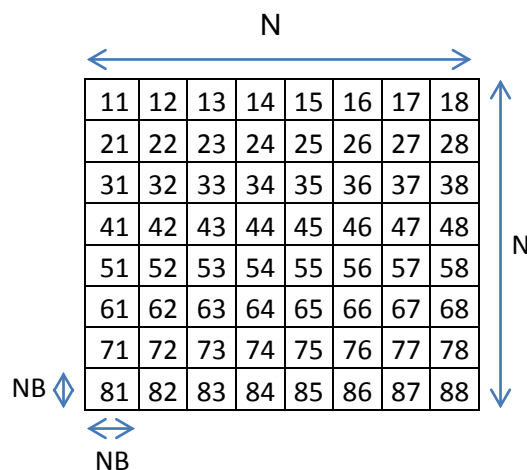 N
11 12 13 14 15 16 17 18
21 22 23 24 25 26 27 28
31 32 33 34 35 36 37 38
41 42 43 44 45 46 47 48
N
51 52 53 54 55 56 57 58
61 62 63 64 65 66 67 68
71 72 73 74 75 76 77 78
NB
81 82 83 84 85 86 87 88
NB